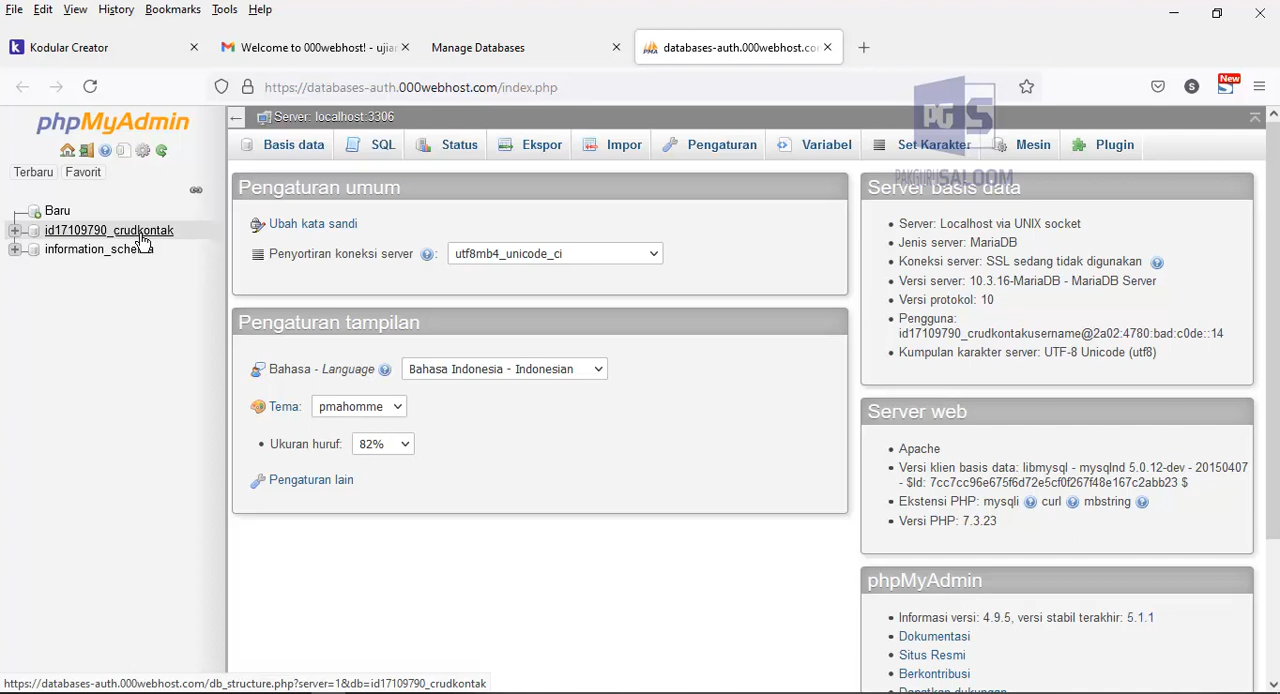 File Edit View History Bookmarks Tools Help
Kodular Creator
Welcome to 000webhost! - ujian
Manage Databases
databases-auth.000webhost.co
https://databases-auth.000webhost.com/index.php
S
New
phpMyAdmin
Terbaru Favorit
Baru
id17109790_crudkontak
information_schema
Server: localhost:3306
Basis data SQL Status Ekspor Impor Pengaturan Variabel Set Karakter Mesin Plugin
PG S
PAKGURUSALOOM
Pengaturan umum
Ubah kata sandi
Penyortiran koneksi server : utf8mb4_unicode_ci
Pengaturan tampilan
Bahasa - Language Bahasa Indonesia - Indonesian
Tema: pmahomme
Ukuran huruf: 82%
Pengaturan lain
Server basis data
Server: Localhost via UNIX socket
Jenis server: MariaDB
Koneksi server: SSL sedang tidak digunakan
Versi server: 10.3.16-MariaDB - MariaDB Server
Versi protokol: 10
Pengguna:
id17109790_crudkontakusername@2a02:4780:bad:c0de::14
Kumpulan karakter server: UTF-8 Unicode (utf8)
Server web
Apache
Versi klien basis data: libmysql - mysqlnd 5.0.12-dev - 20150407
- $Id: 7cc7cc96e675f6d72e5cf0f267f48e167c2abb23 $
Ekstensi PHP: mysqli curl mbstring
Versi PHP: 7.3.23
phpMyAdmin
Informasi versi: 4.9.5, versi stabil terakhir: 5.1.1
Dokumentasi
Situs Resmi
Berkontribusi
Dapatkan dukungan
https://databases-auth.000webhost.com/db_structure.php?server=1&db=id17109790_crudkontak